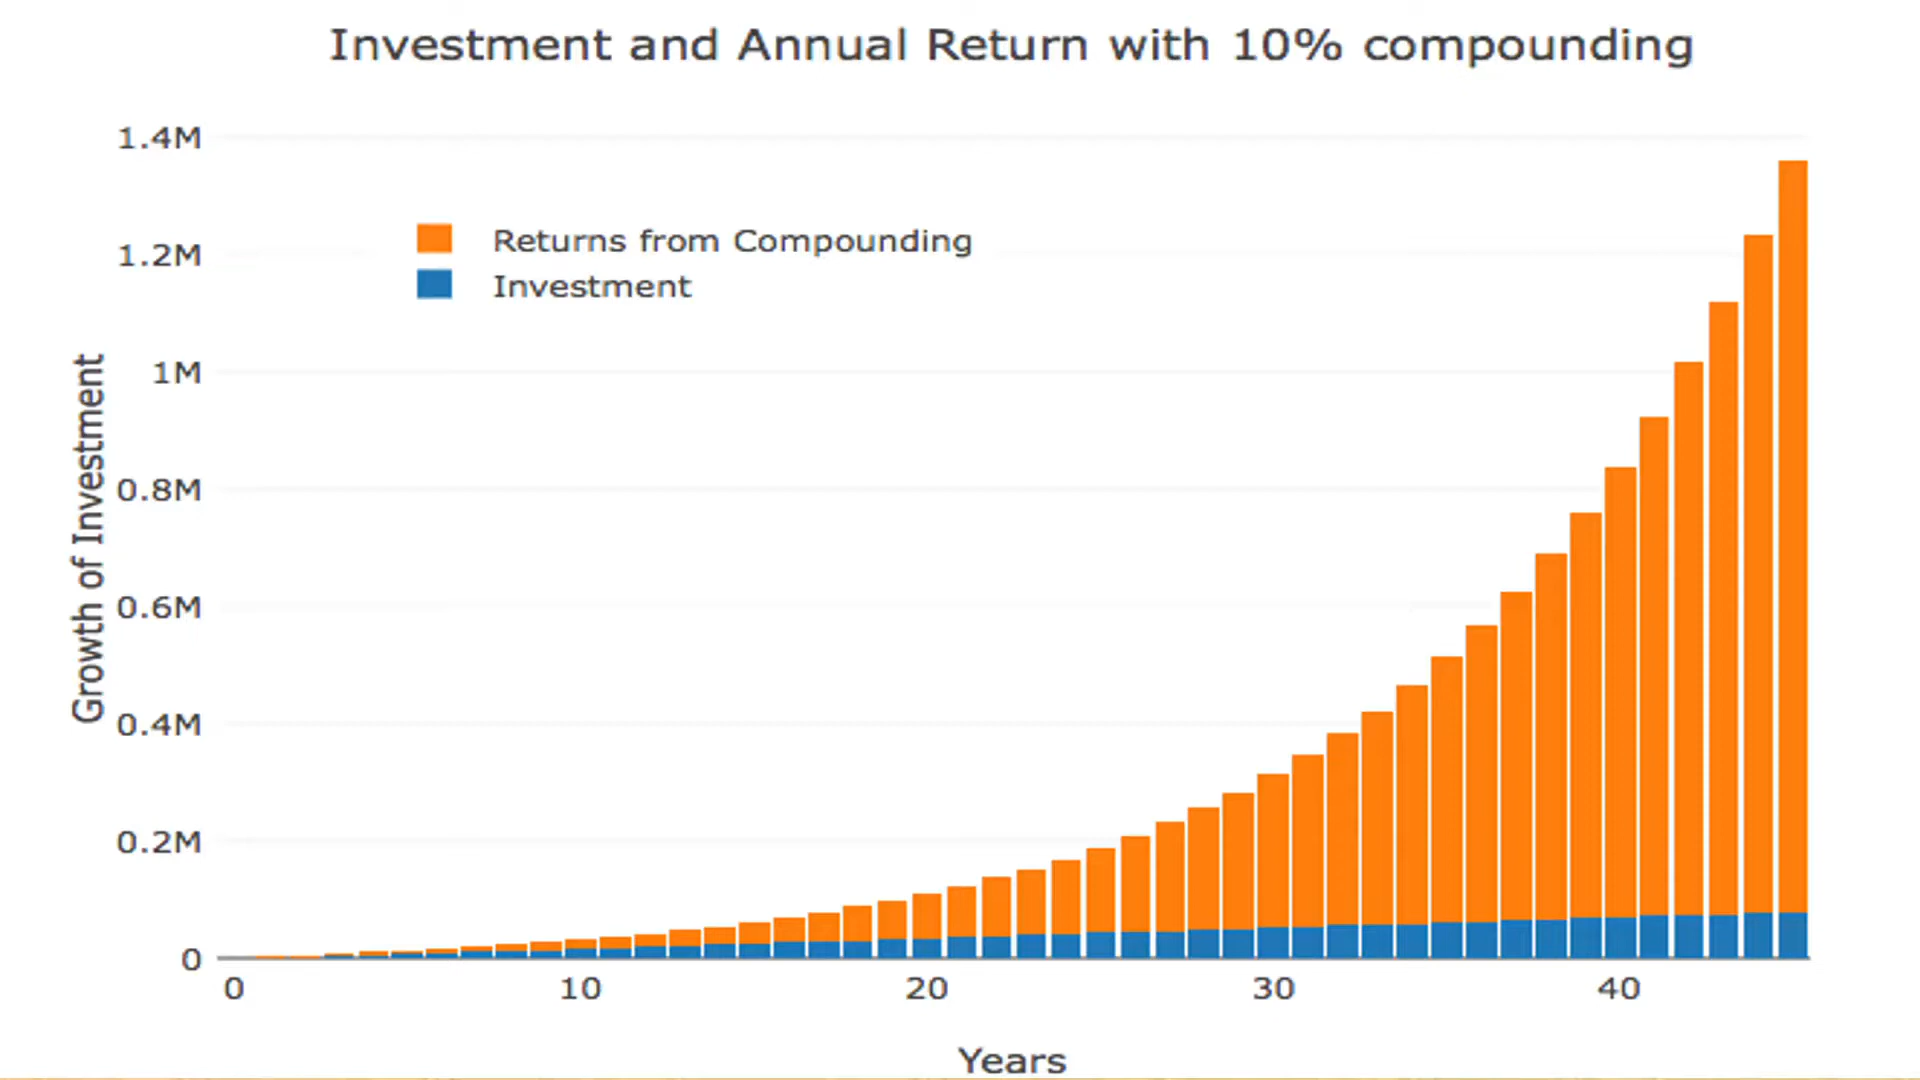 Investment and Annual Return with 10% compounding
1.4M
1.2M
1M
0.8M
0.6M
0.4M
0.2M
0
Growth of Investment
Returns from Compounding
Investment
0 10 20 30 40
Years